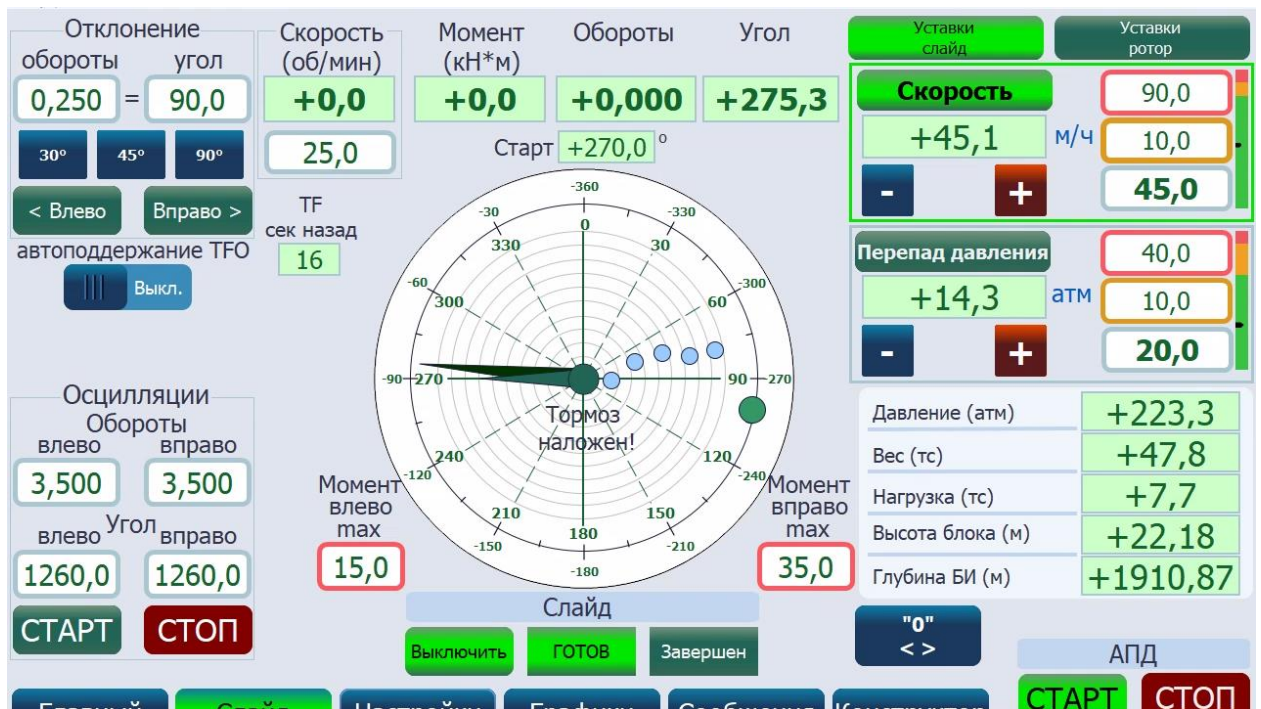 Отклонение
обороты угол
0,250 = 90,0
30° 45° 90°
< Влево Вправо >
автоподдержание TFO
Выкл.
Скорость
(об/мин)
+0,0
25,0
TF
сек назад
16
Момент
(кН*м)
+0,0
Обороты
+0,000
Угол
+275,3
Старт +270,0 °
-360
-30 -330
0
330 30
-60 -300
300 60
-90 270 90 -270
Тормоз
наложен!
240 120
-120 -240
210 150
180
-150 -210
-180
Осцилляции
Обороты
влево вправо
3,500 3,500
Угол
влево вправо
1260,0 1260,0
СТАРТ СТОП
Момент
влево
max
15,0
Момент
вправо
max
35,0
Слайд
Выключить ГОТОВ Завершен
Уставки
слайд
Уставки
ротор
Скорость
+45,1 м/ч
- +
90,0
10,0
45,0
Перепад давления
+14,3 атм
- +
40,0
10,0
20,0
Давление (атм) +223,3
Вес (тс) +47,8
Нагрузка (тс) +7,7
Высота блока (м) +22,18
Глубина БИ (м) +1910,87
"0"
< >
АПД
СТАРТ СТОП
Главный Слайд Настройки Графики Сообщения Конструктор